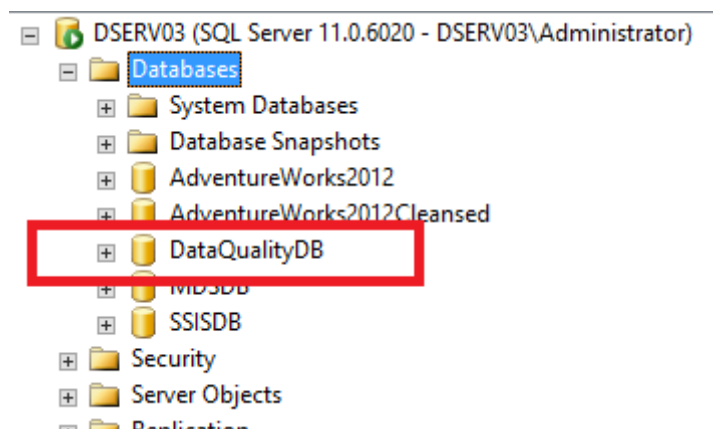 DSERV03 (SQL Server 11.0.6020 - DSERV03\Administrator)
Databases
System Databases
Database Snapshots
AdventureWorks2012
AdventureWorks2012Cleansed
DataQualityDB
MDSDB
SSISDB
Security
Server Objects
Replication